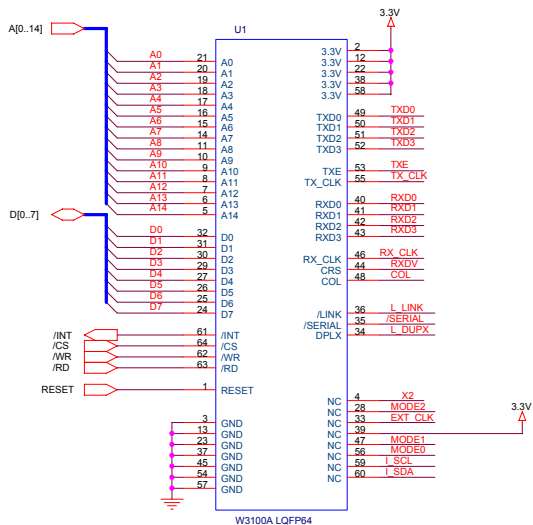 A[0..14]
U1
3.3V
A0 21 A0
A1 20 A1
A2 19 A2
A3 18 A3
A4 17 A4
A5 16 A5
A6 15 A6
A7 14 A7
A8 11 A8
A9 10 A9
A10 9 A10
A11 8 A11
A12 7 A12
A13 6 A13
A14 5 A14
D[0..7]
D0 32 D0
D1 31 D1
D2 30 D2
D3 29 D3
D4 27 D4
D5 26 D5
D6 25 D6
D7 24 D7
/INT 61 /INT
/CS 64 /CS
/WR 62 /WR
/RD 63 /RD
RESET 1 RESET
3 GND
13 GND
23 GND
37 GND
45 GND
54 GND
57 GND
3.3V 2
3.3V 12
3.3V 22
3.3V 38
3.3V 58
TXD0 49 TXD0
TXD1 50 TXD1
TXD2 51 TXD2
TXD3 52 TXD3
TXE 53 TXE
TX_CLK 55 TX_CLK
RXD0 40 RXD0
RXD1 41 RXD1
RXD2 42 RXD2
RXD3 43 RXD3
RX_CLK 46 RX_CLK
CRS 44 RXDV
COL 48 COL
/LINK 36 L_LINK
/SERIAL 35 /SERIAL
DPLX 34 L_DUPX
NC 4 X2
NC 28 MODE2
NC 33 EXT_CLK
NC 39
3.3V
NC 47 MODE1
NC 56 MODE0
NC 59 I_SCL
NC 60 I_SDA
W3100A LQFP64